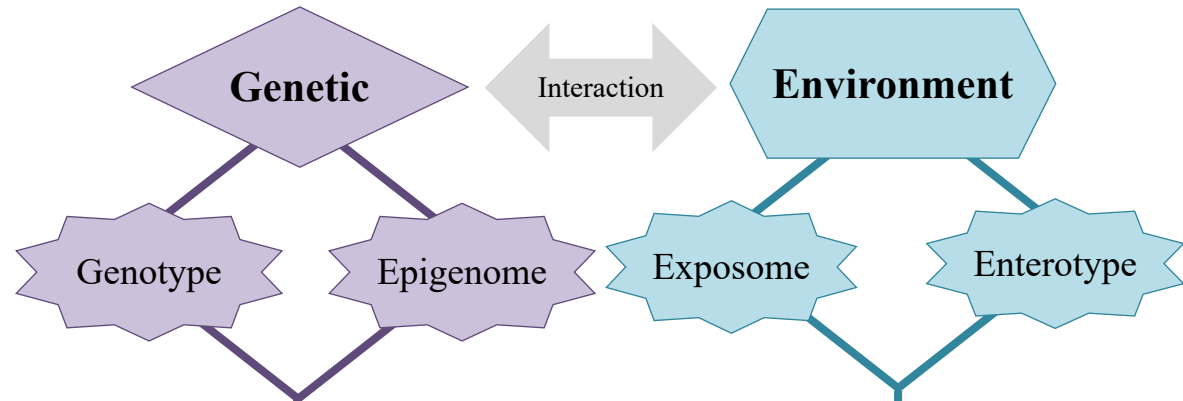 Genetic
Interaction
Environment
Genotype
Epigenome
Exposome
Enterotype